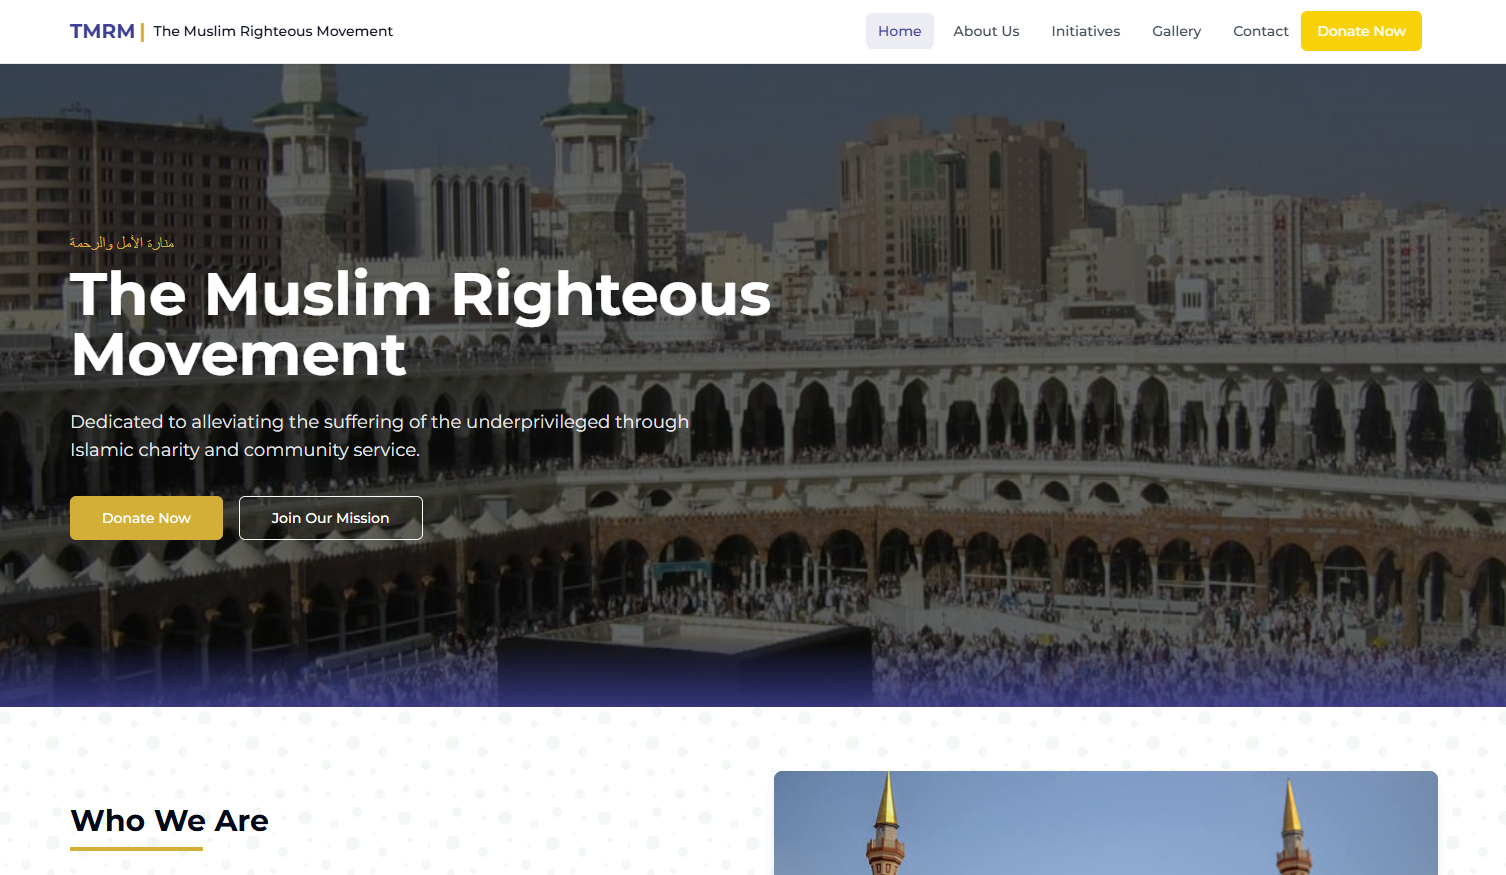 TMRM | The Muslim Righteous Movement
Home About Us Initiatives Gallery Contact Donate Now
منارة الأمل والرحمة
The Muslim Righteous
Movement
Dedicated to alleviating the suffering of the underprivileged through
Islamic charity and community service.
Donate Now Join Our Mission
Who We Are